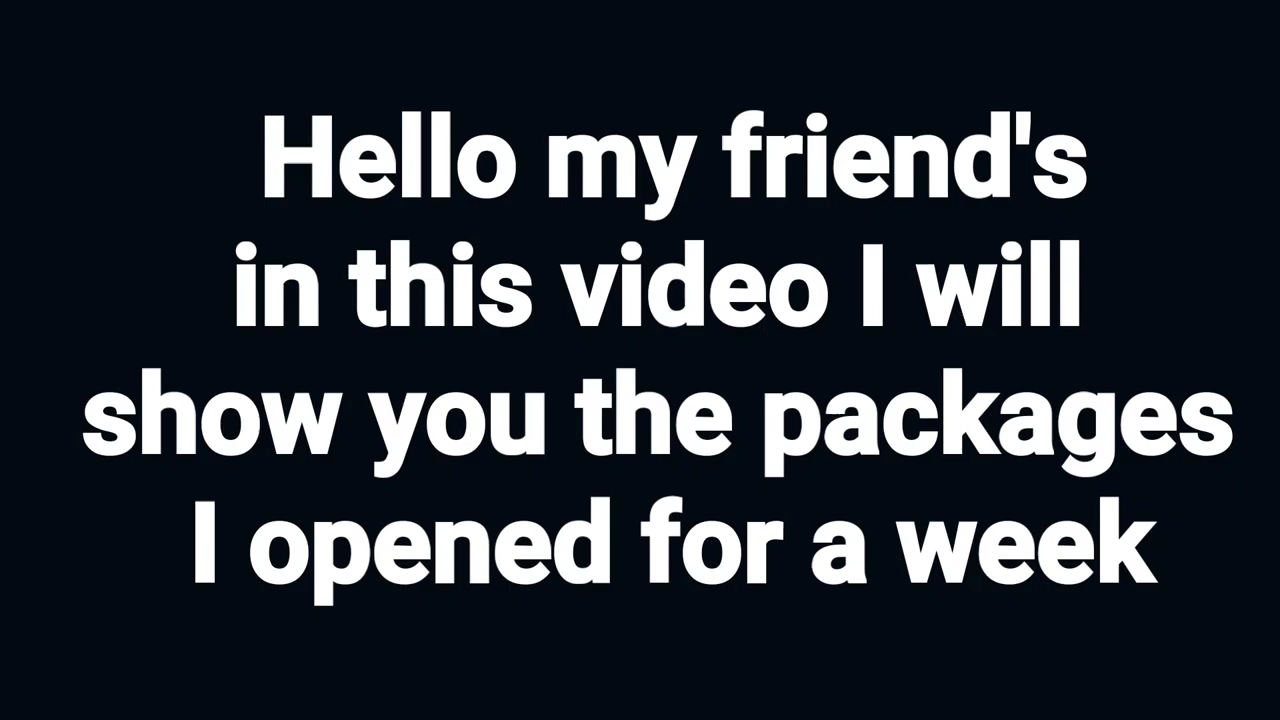 Hello my friend's
in this video I will
show you the packages
I opened for a week